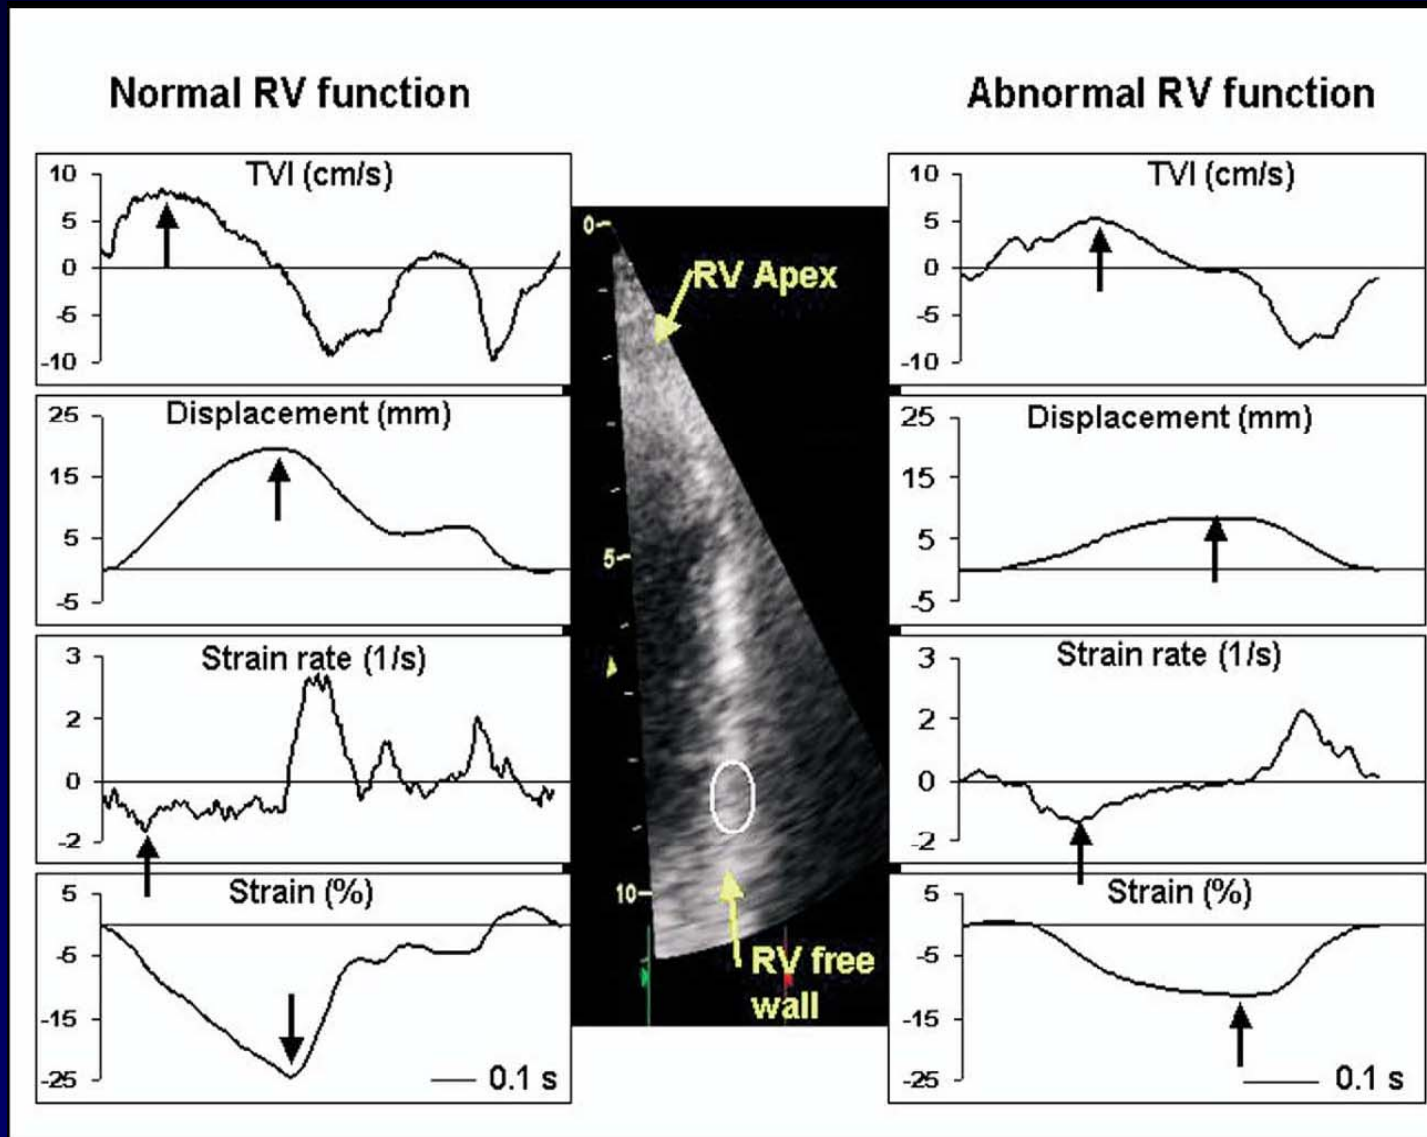 Normal RV function
Abnormal RV function
TVI (cm/s)
10
5
0
-5
-10
Displacement (mm)
25
15
5
-5
Strain rate (1/s)
3
2
0
-2
Strain (%)
5
-5
-15
-25
0.1 s
0
RV Apex
5
10
RV free
wall
TVI (cm/s)
10
5
0
-5
-10
Displacement (mm)
25
15
5
-5
Strain rate (1/s)
3
2
0
-2
Strain (%)
5
-5
-15
-25
0.1 s